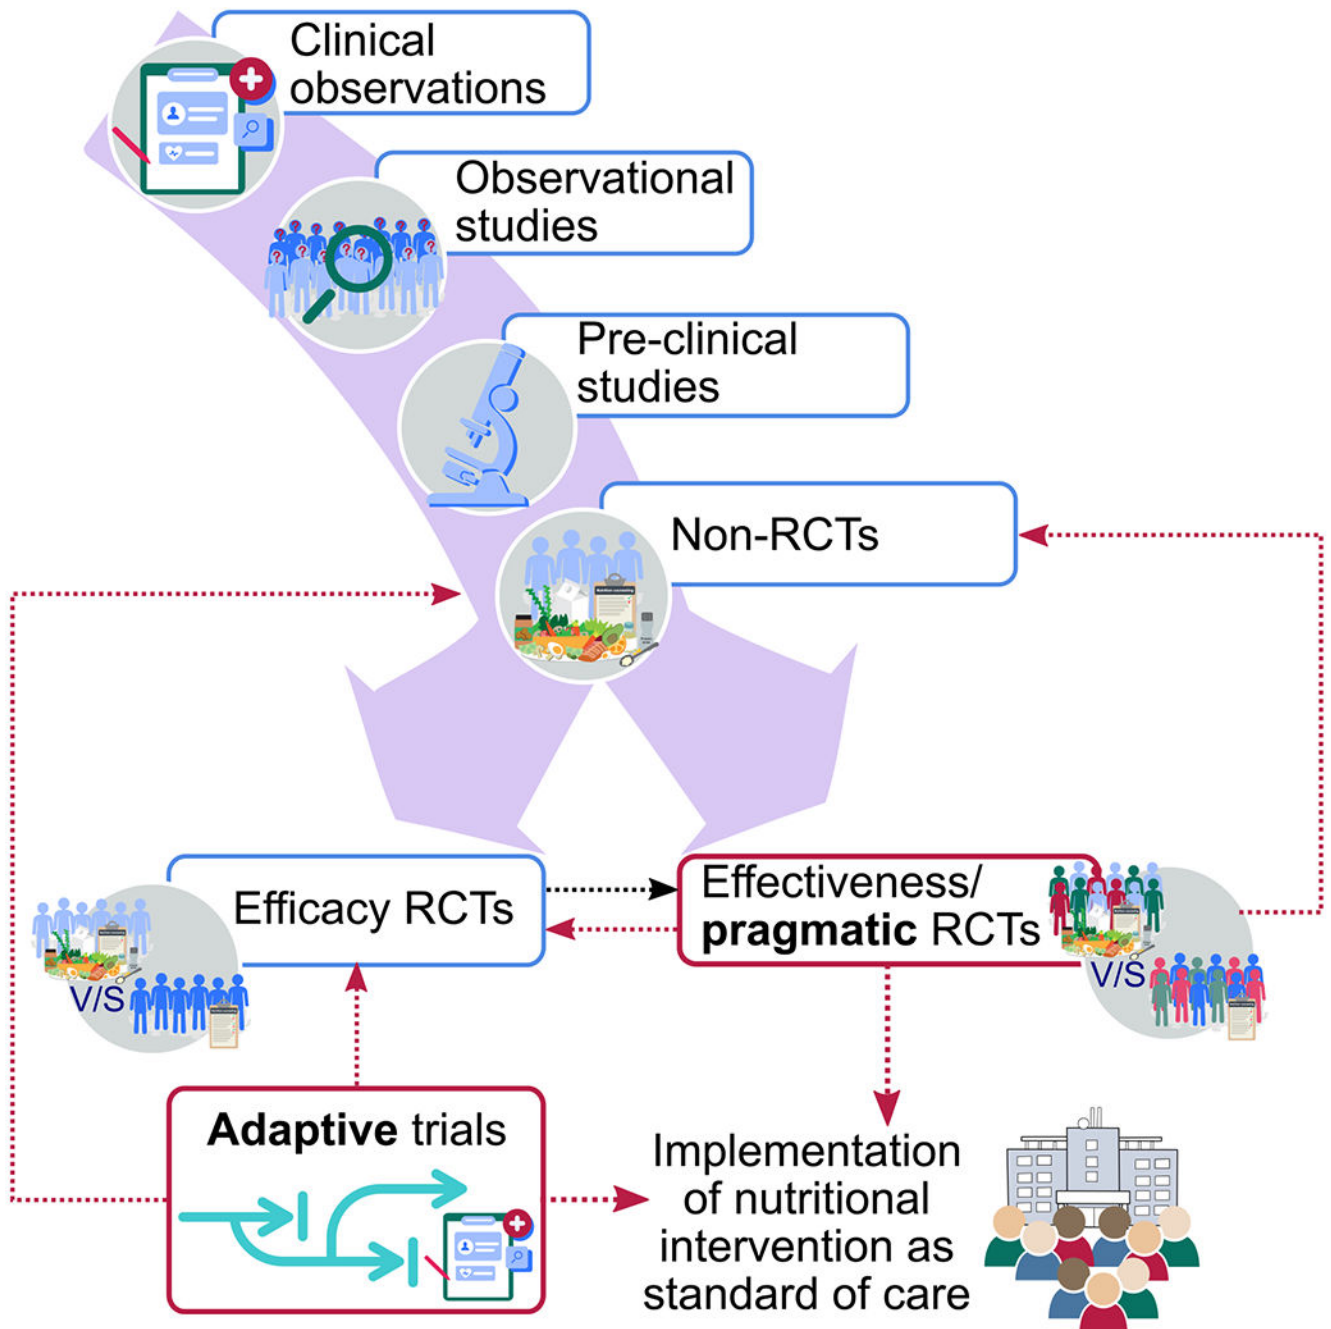 Clinical
observations
Observational
studies
Pre-clinical
studies
Non-RCTs
Efficacy RCTs
V/S
Effectiveness/
pragmatic RCTs
V/S
Adaptive trials
Implementation
of nutritional
intervention as
standard of care